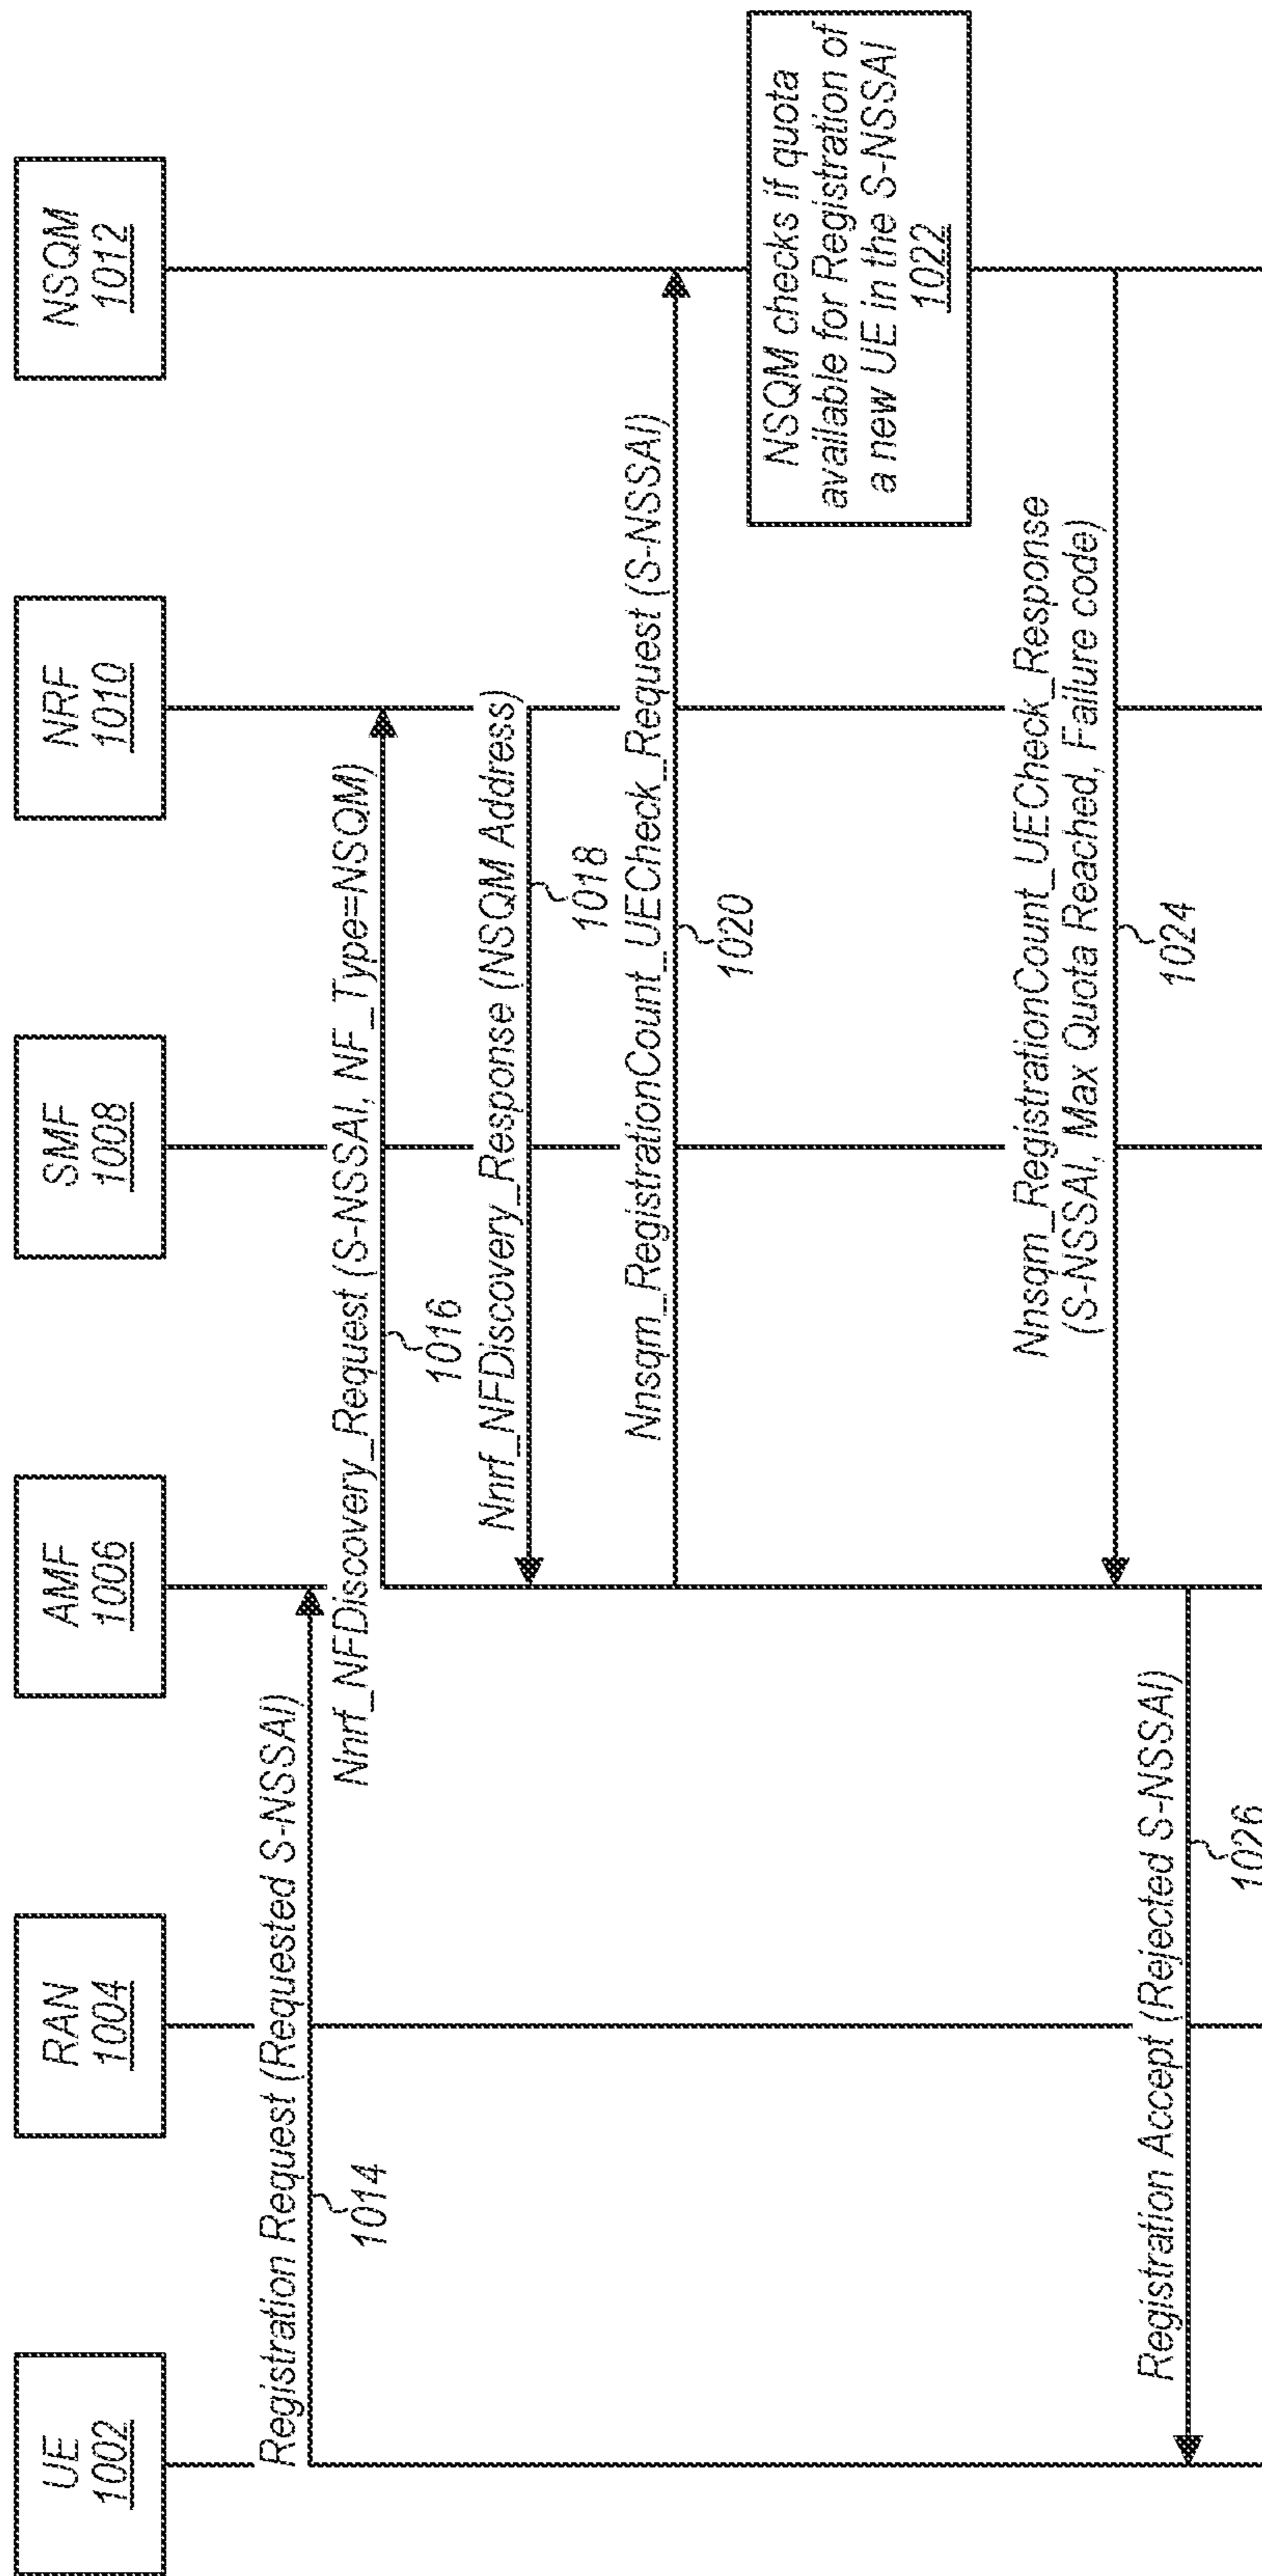 UE
1002
RAN
1004
AMF
1006
SMF
1008
NRF
1010
NSQM
1012
Registration Request (Requested S-NSSAI)
1014
Nnrf_NFDiscovery_Request (S-NSSAI, NF_Type=NSQM)
1016
Nnrf_NFDiscovery_Response (NSQM Address)
1018
Nnsqm_RegistrationCount_UECheck_Request (S-NSSAI)
1020
NSQM checks if quota
available for Registration of
a new UE in the S-NSSAI
1022
Nnsqm_RegistrationCount_UECheck_Response
(S-NSSAI, Max Quota Reached, Failure code)
1024
Registration Accept (Rejected S-NSSAI)
1026